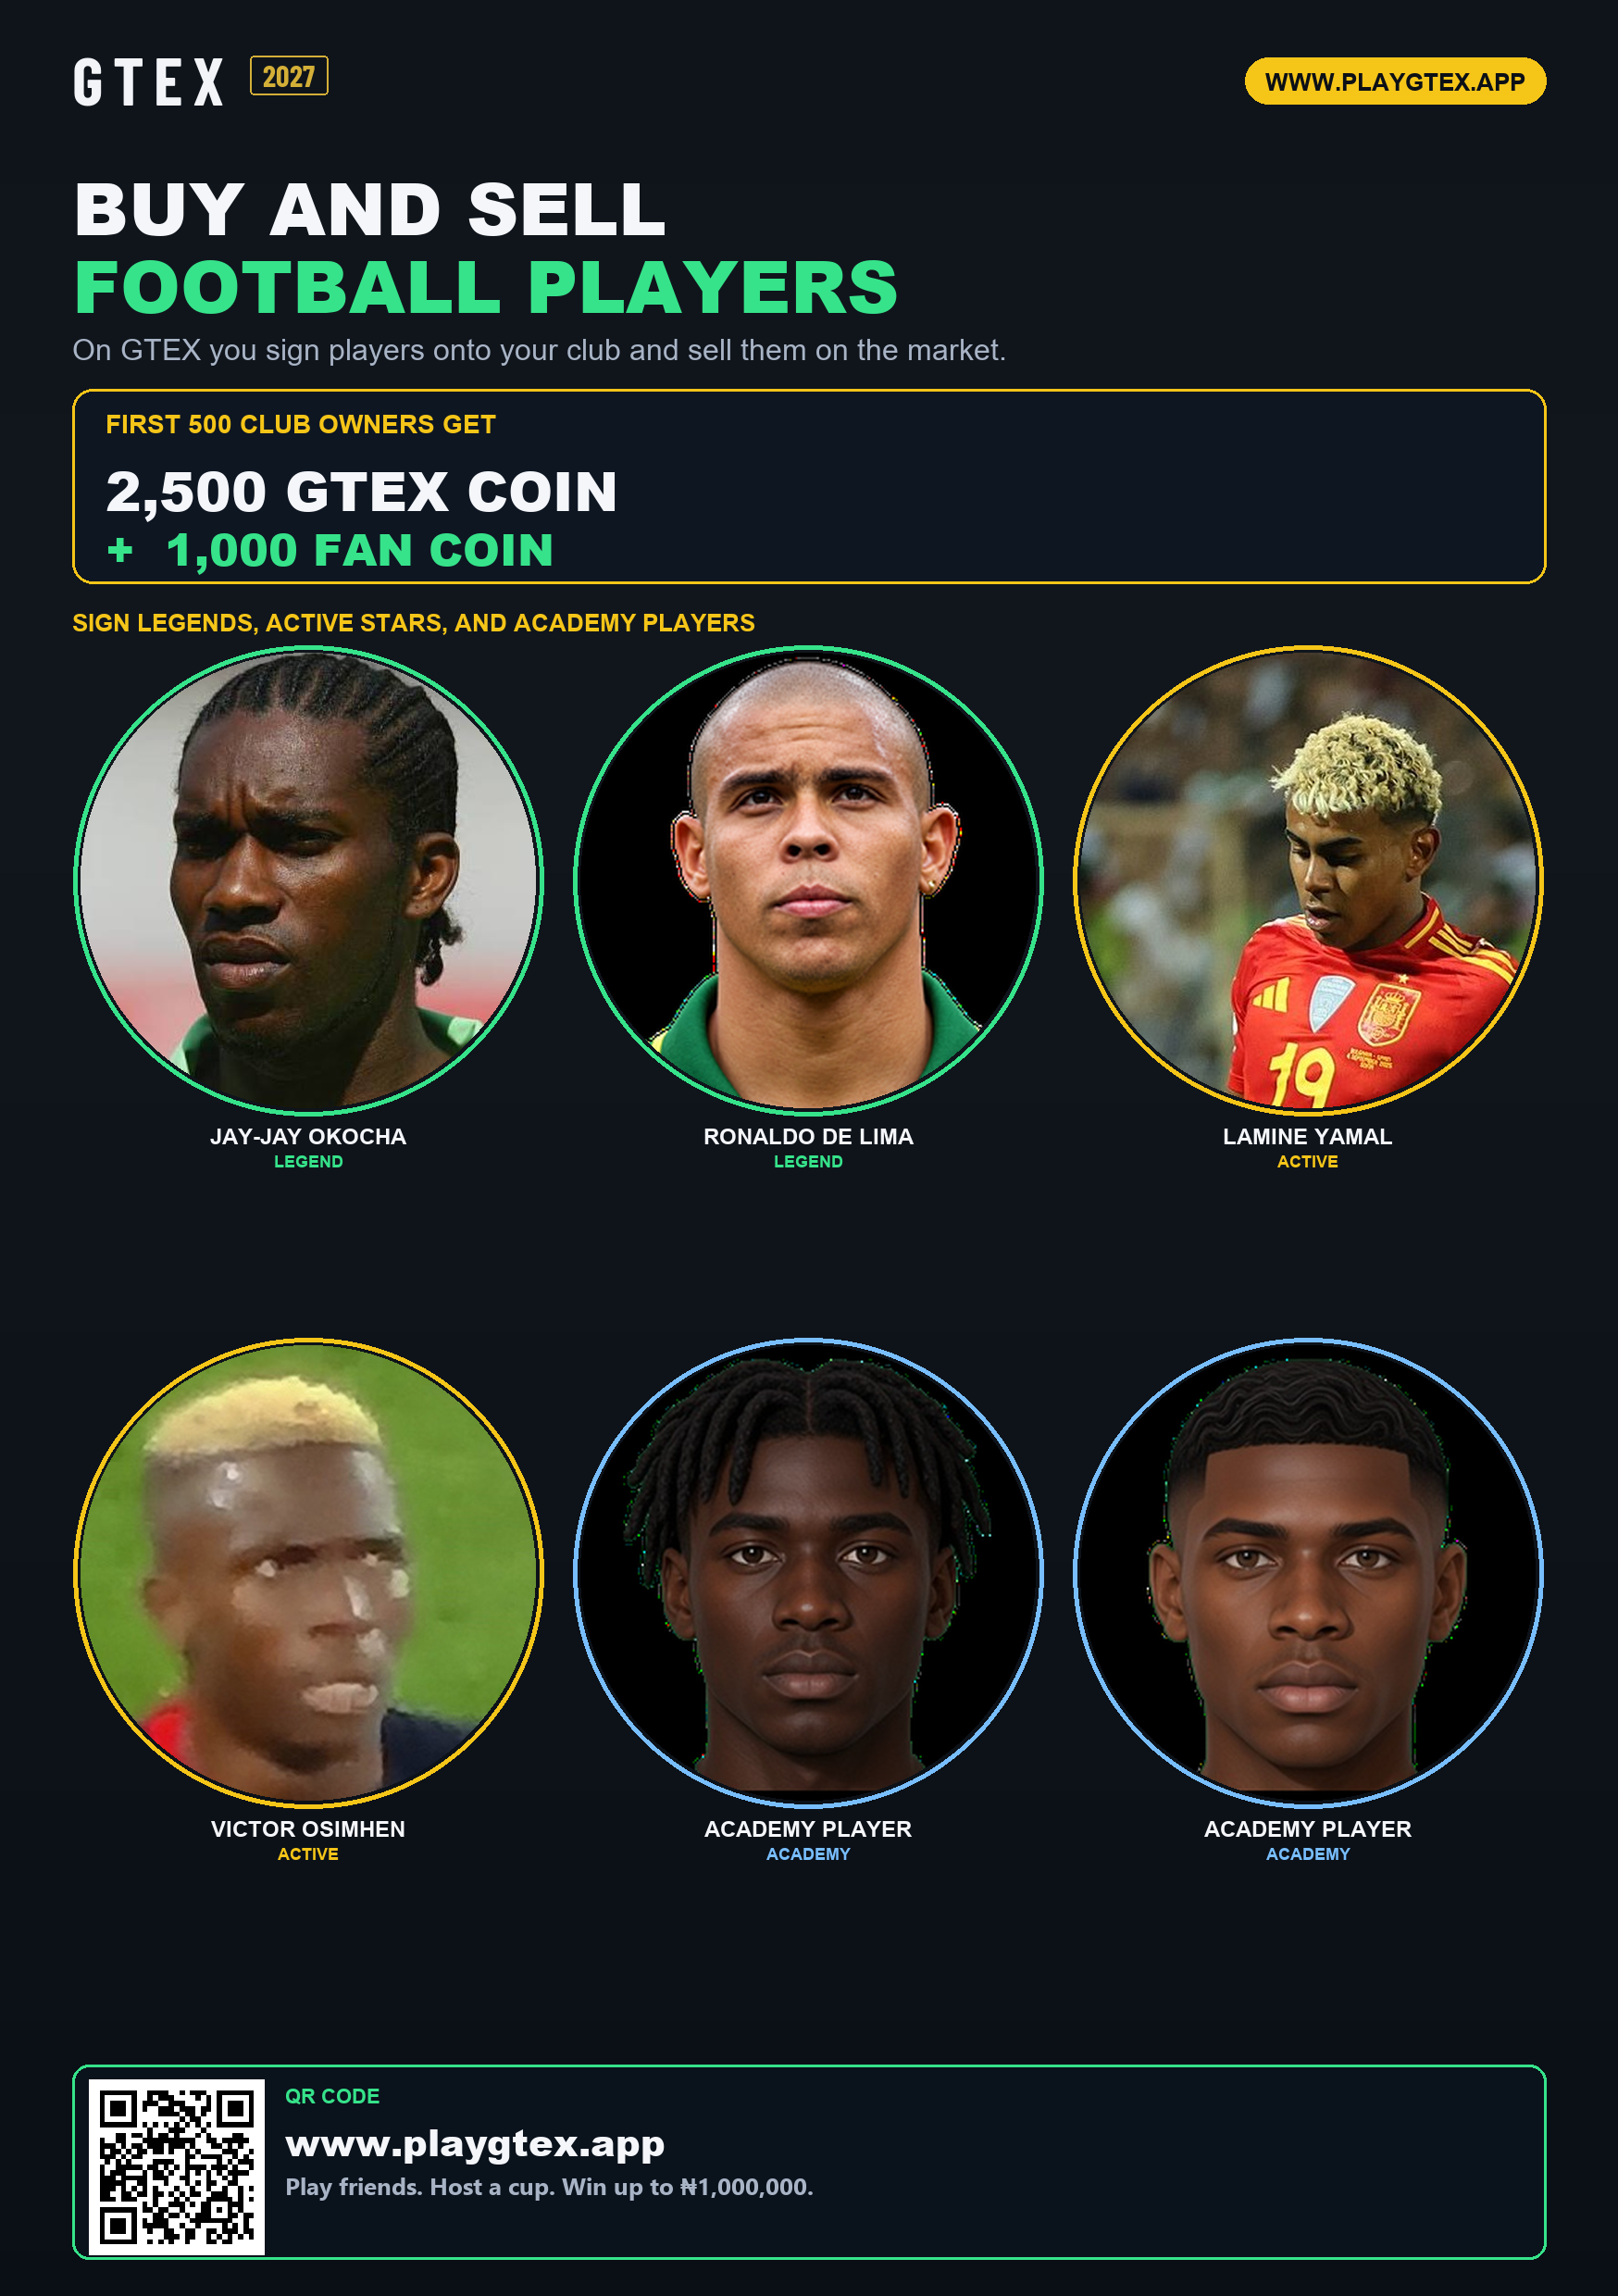 GTEX 2027
WWW.PLAYGTEX.APP
BUY AND SELL
FOOTBALL PLAYERS
On GTEX you sign players onto your club and sell them on the market.
FIRST 500 CLUB OWNERS GET
2,500 GTEX COIN
+ 1,000 FAN COIN
SIGN LEGENDS, ACTIVE STARS, AND ACADEMY PLAYERS
19
JAY-JAY OKOCHA
LEGEND
RONALDO DE LIMA
LEGEND
LAMINE YAMAL
ACTIVE
VICTOR OSIMHEN
ACTIVE
ACADEMY PLAYER
ACADEMY
ACADEMY PLAYER
ACADEMY
QR CODE
www.playgtex.app
Play friends. Host a cup. Win up to ₦1,000,000.